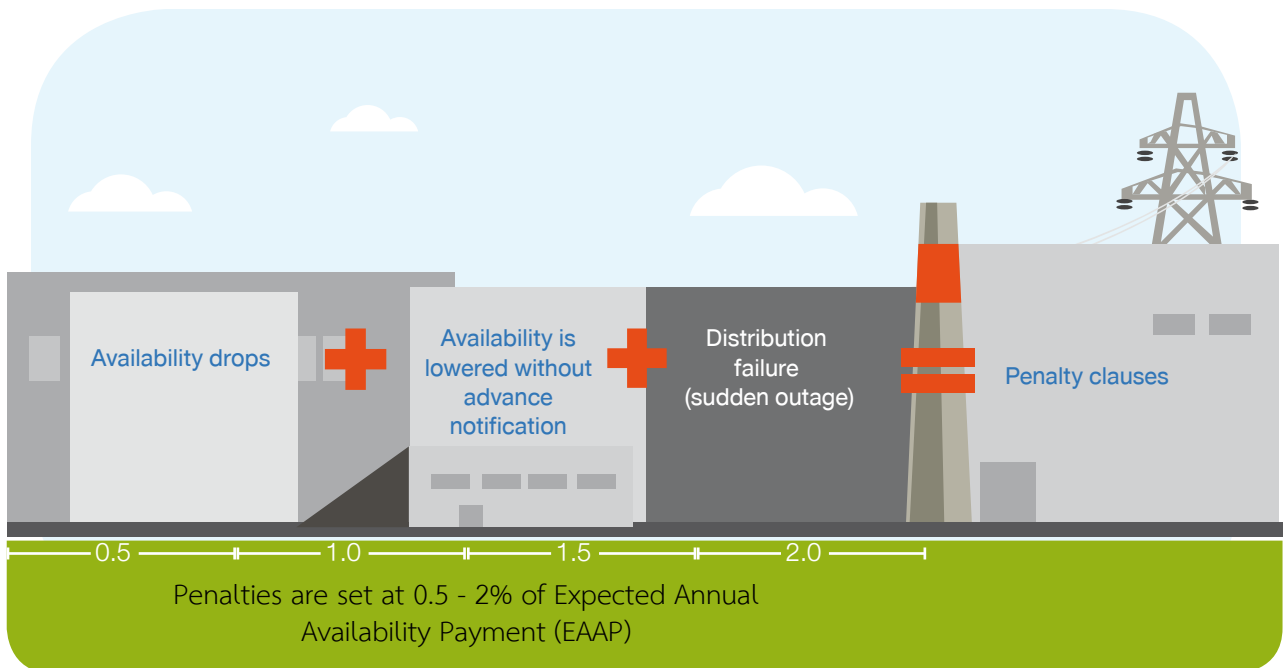 Availability drops
Availability is
lowered without
advance
notification
Distribution
failure
(sudden outage)
Penalty clauses
0.5
1.0
1.5
2.0
Penalties are set at 0.5 - 2% of Expected Annual
Availability Payment (EAAP)